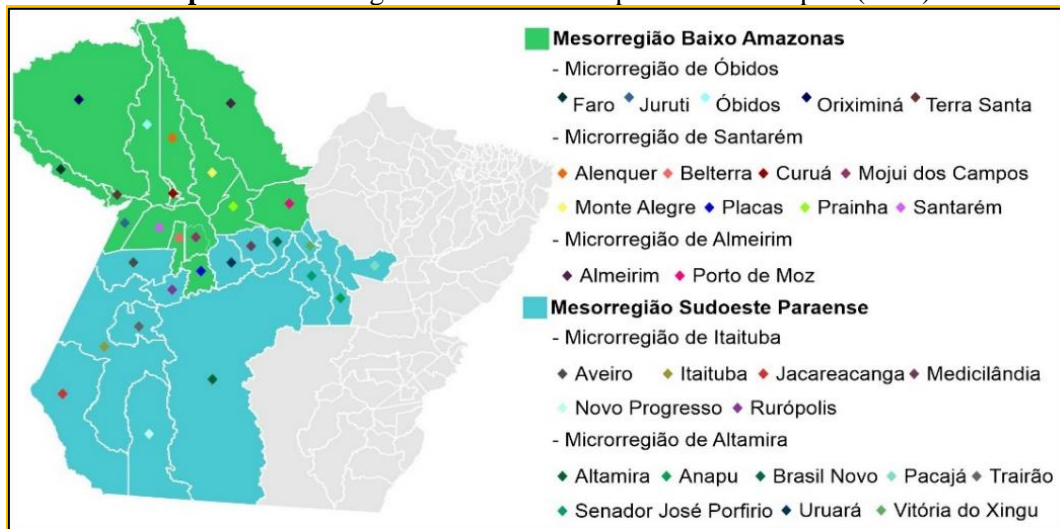 Mesorregião Baixo Amazonas
- Microrregião de Óbidos
Faro Juruti Óbidos Oriximiná Terra Santa
- Microrregião de Santarém
Alenquer Belterra Curuá Mojui dos Campos
Monte Alegre Placas Prainha Santarém
- Microrregião de Almeirim
Almeirim Porto de Moz
Mesorregião Sudoeste Paraense
- Microrregião de Itaituba
Aveiro Itaituba Jacareacanga Medicilândia
Novo Progresso Rurópolis
- Microrregião de Altamira
Altamira Anapu Brasil Novo Pacajá Trairão
Senador José Porfirio Uruará Vitória do Xingu